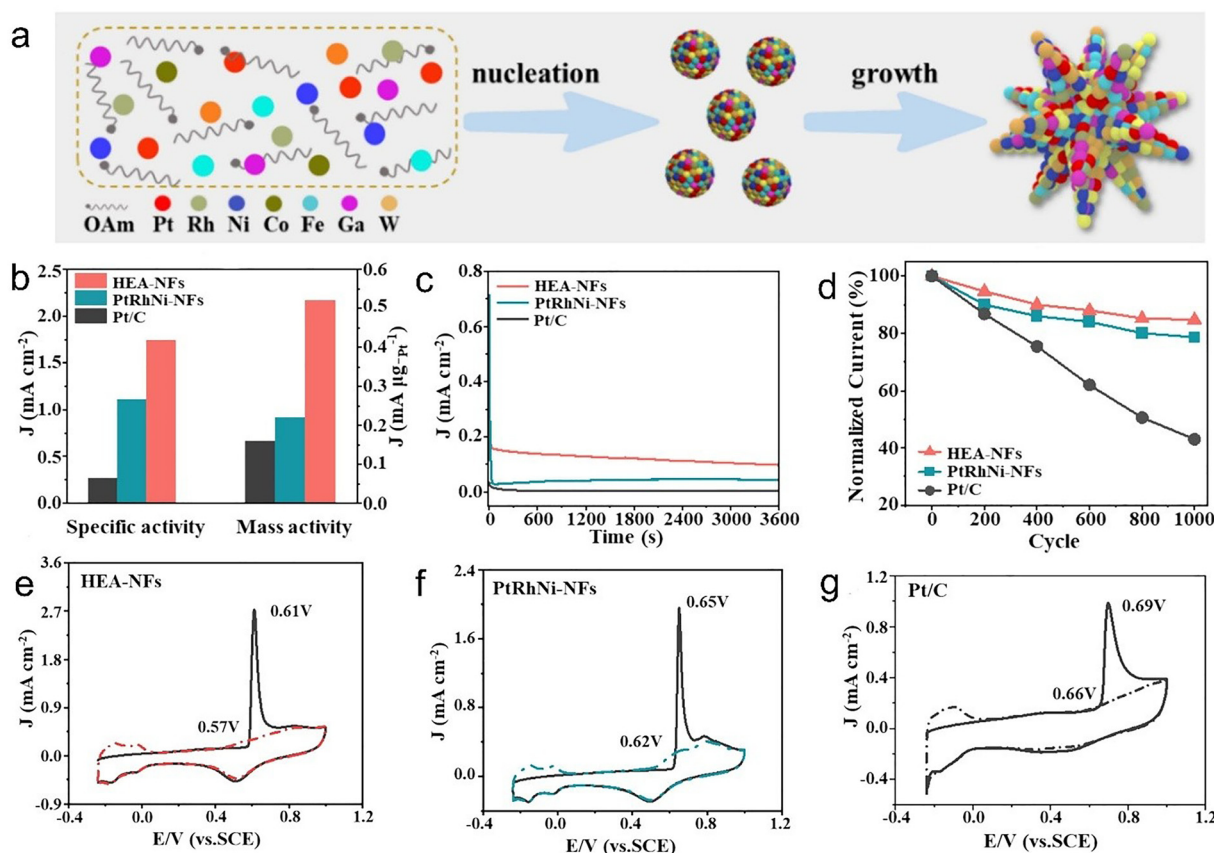 a
nucleation
growth
OAm Pt Rh Ni Co Fe Ga W
b
HEA-NFs
PtRhNi-NFs
Pt/C
J (mA cm⁻²)
2.5
2.0
1.5
1.0
0.5
0.0
J (mA μg₋Pt⁻¹)
0.6
0.5
0.4
0.3
0.2
0.1
0.0
Specific activity
Mass activity
c
HEA-NFs
PtRhNi-NFs
Pt/C
J (mA cm⁻²)
0.8
0.6
0.4
0.2
0.0
0 600 1200 1800 2400 3000 3600
Time (s)
d
Normalized Current (%)
100
80
60
40
20
HEA-NFs
PtRhNi-NFs
Pt/C
0 200 400 600 800 1000
Cycle
e
HEA-NFs
0.61V
0.57V
J (mA cm⁻²)
3.6
2.7
1.8
0.9
0.0
-0.9
-0.4 0.0 0.4 0.8 1.2
E/V (vs.SCE)
f
PtRhNi-NFs
0.65V
0.62V
J (mA cm⁻²)
2.4
1.6
0.8
0.0
-0.4 0.0 0.4 0.8 1.2
E/V (vs.SCE)
g
Pt/C
0.69V
0.66V
J (mA cm⁻²)
1.2
0.8
0.4
0.0
-0.4
-0.4 0.0 0.4 0.8 1.2
E/V (vs.SCE)